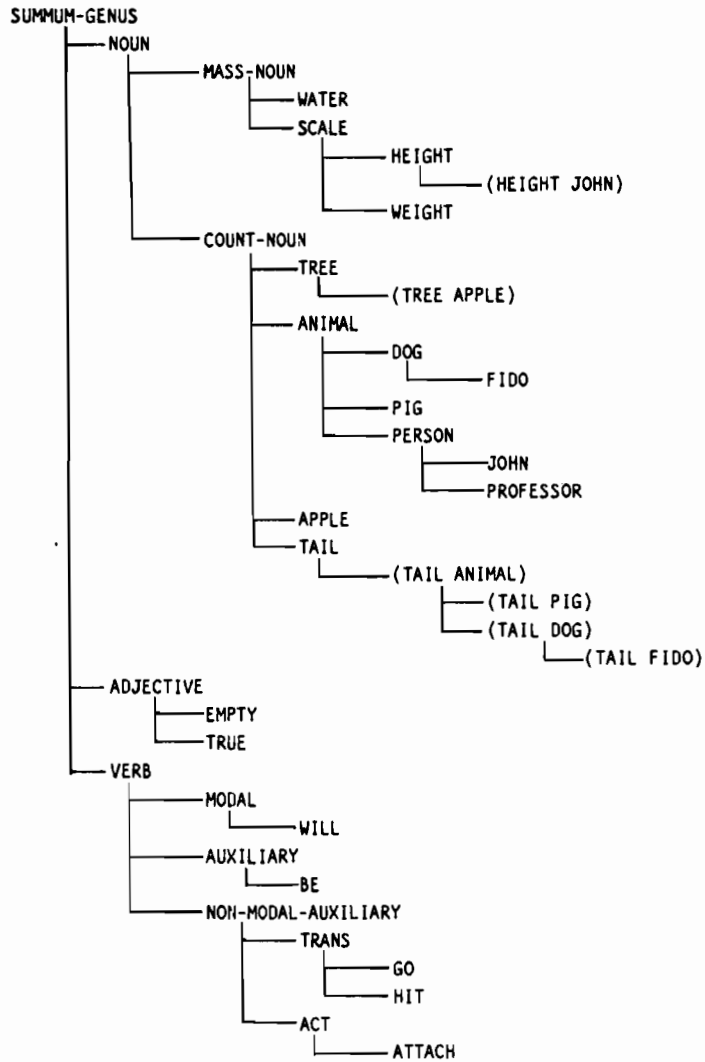 SUMMUM-GENUS
NOUN
MASS-NOUN
WATER
SCALE
HEIGHT
(HEIGHT JOHN)
WEIGHT
COUNT-NOUN
TREE
(TREE APPLE)
ANIMAL
DOG
FIDO
PIG
PERSON
JOHN
PROFESSOR
APPLE
TAIL
(TAIL ANIMAL)
(TAIL PIG)
(TAIL DOG)
(TAIL FIDO)
ADJECTIVE
EMPTY
TRUE
VERB
MODAL
WILL
AUXILIARY
BE
NON-MODAL-AUXILIARY
TRANS
GO
HIT
ACT
ATTACH